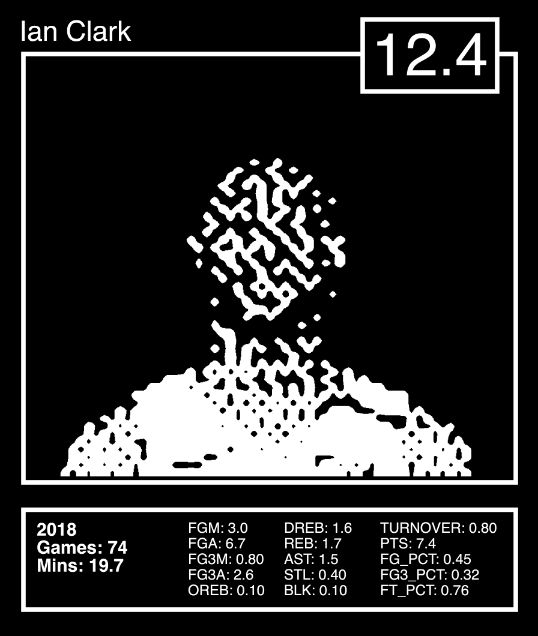 Ian Clark
12.4
2018
Games: 74
Mins: 19.7
FGM: 3.0
FGA: 6.7
FG3M: 0.80
FG3A: 2.6
OREB: 0.10
DREB: 1.6
REB: 1.7
AST: 1.5
STL: 0.40
BLK: 0.10
TURNOVER: 0.80
PTS: 7.4
FG_PCT: 0.45
FG3_PCT: 0.32
FT_PCT: 0.76